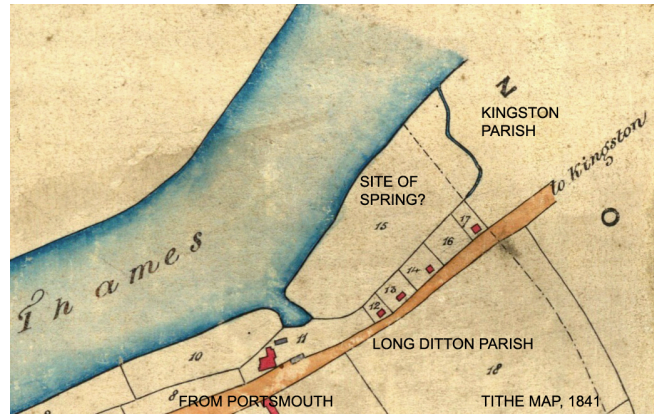 N
KINGSTON
PARISH
to Kingston
O
SITE OF
SPRING?
15
17
16
14
13
12
Thames
11
10
LONG DITTON PARISH
18
8
8
FROM PORTSMOUTH
TITHE MAP, 1841